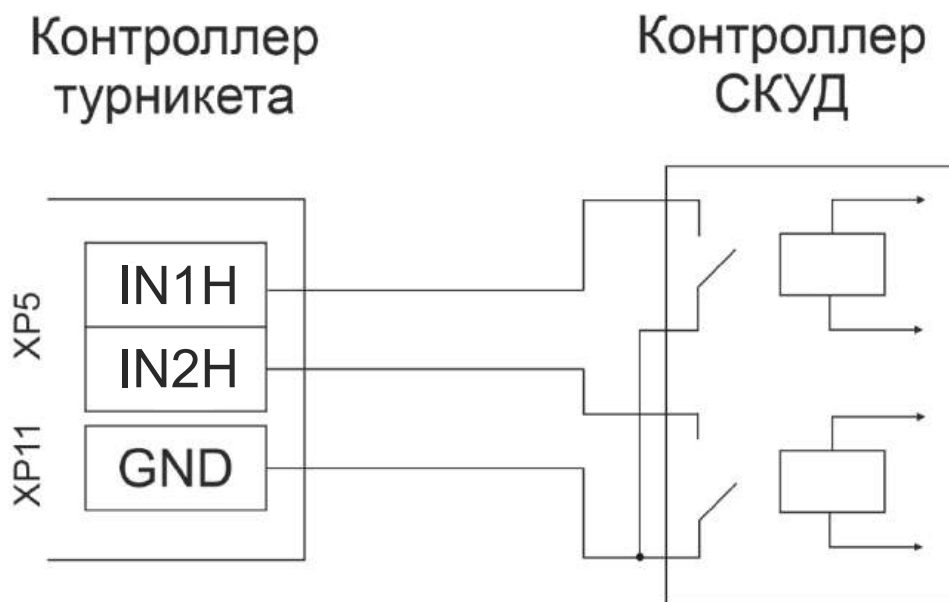 Контроллер
турникета
Контроллер
СКУД
XP5
IN1H
IN2H
XP11
GND